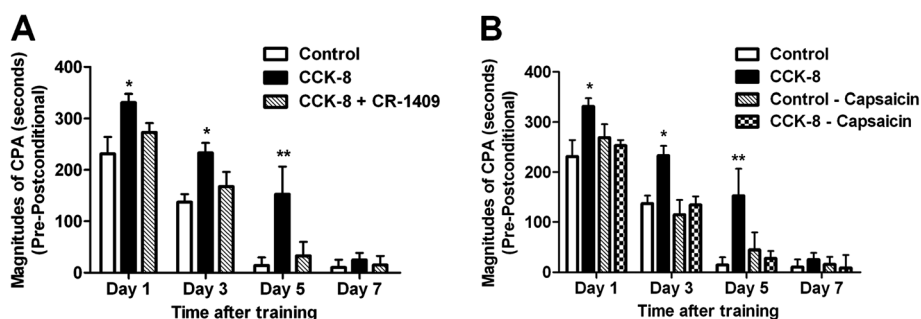 A
Control
CCK-8
CCK-8 + CR-1409
Magnitudes of CPA (seconds)
(Pre-Postconditional)
400
300
200
100
0
*
*
**
Day 1
Day 3
Day 5
Day 7
Time after training
B
Control
CCK-8
Control - Capsaicin
CCK-8 - Capsaicin
Magnitudes of CPA (seconds)
(Pre-Postconditional)
400
300
200
100
0
*
*
**
Day 1
Day 3
Day 5
Day 7
Time after training